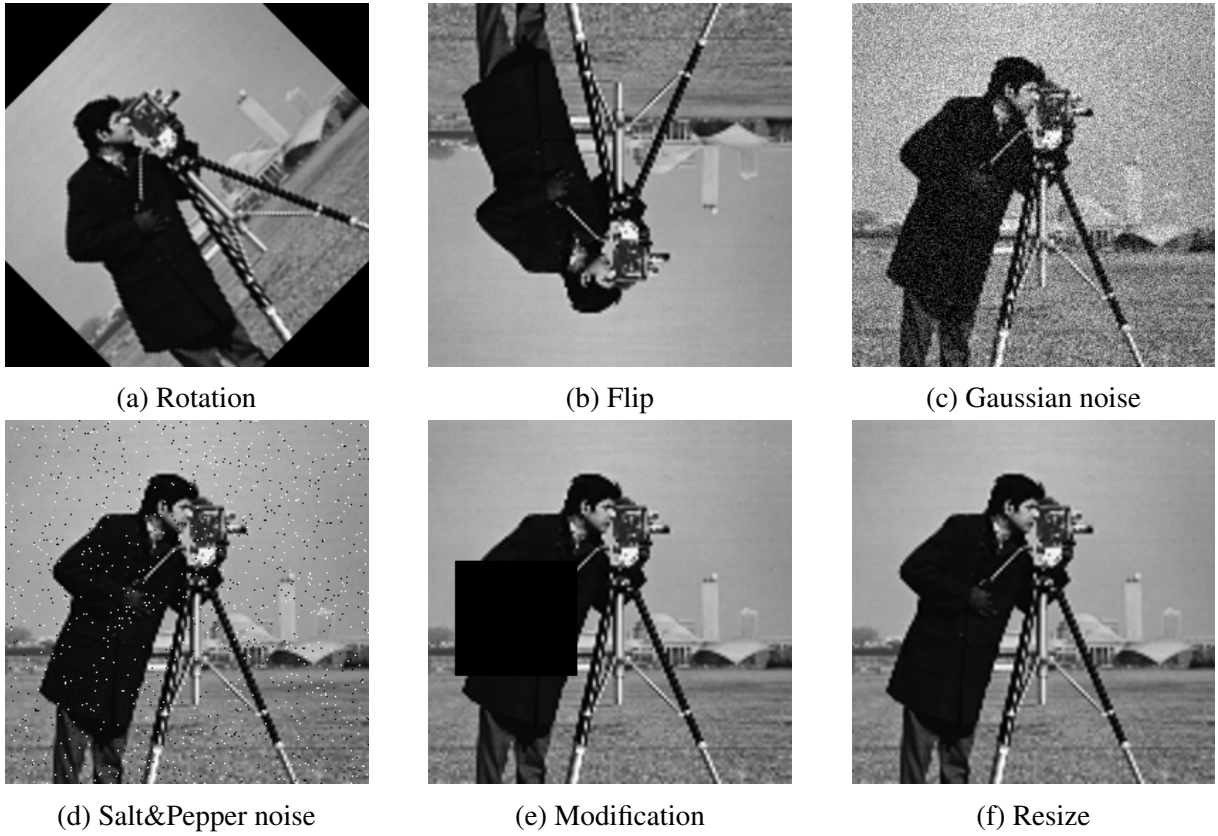 (a) Rotation
(b) Flip
(c) Gaussian noise
(d) Salt&Pepper noise
(e) Modification
(f) Resize